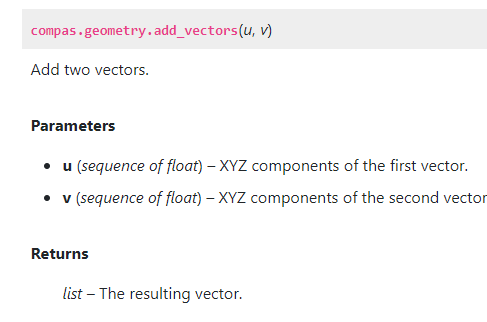 compas.geometry.add_vectors(u, v)
Add two vectors.
Parameters
• u (sequence of float) – XYZ components of the first vector.
• v (sequence of float) – XYZ components of the second vector
Returns
list – The resulting vector.